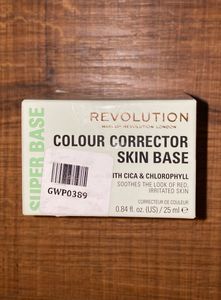 SUPER BASE
REVOLUTION
MAKEUP REVOLUTION LONDON
COLOUR CORRECTOR
SKIN BASE
ITH CICA & CHLOROPHYLL
SOOTHES THE LOOK OF RED,
IRRITATED SKIN
GWP0389
CORRECTEUR DE COULEUR
0.84 fl. oz. (US) / 25 ml ℮